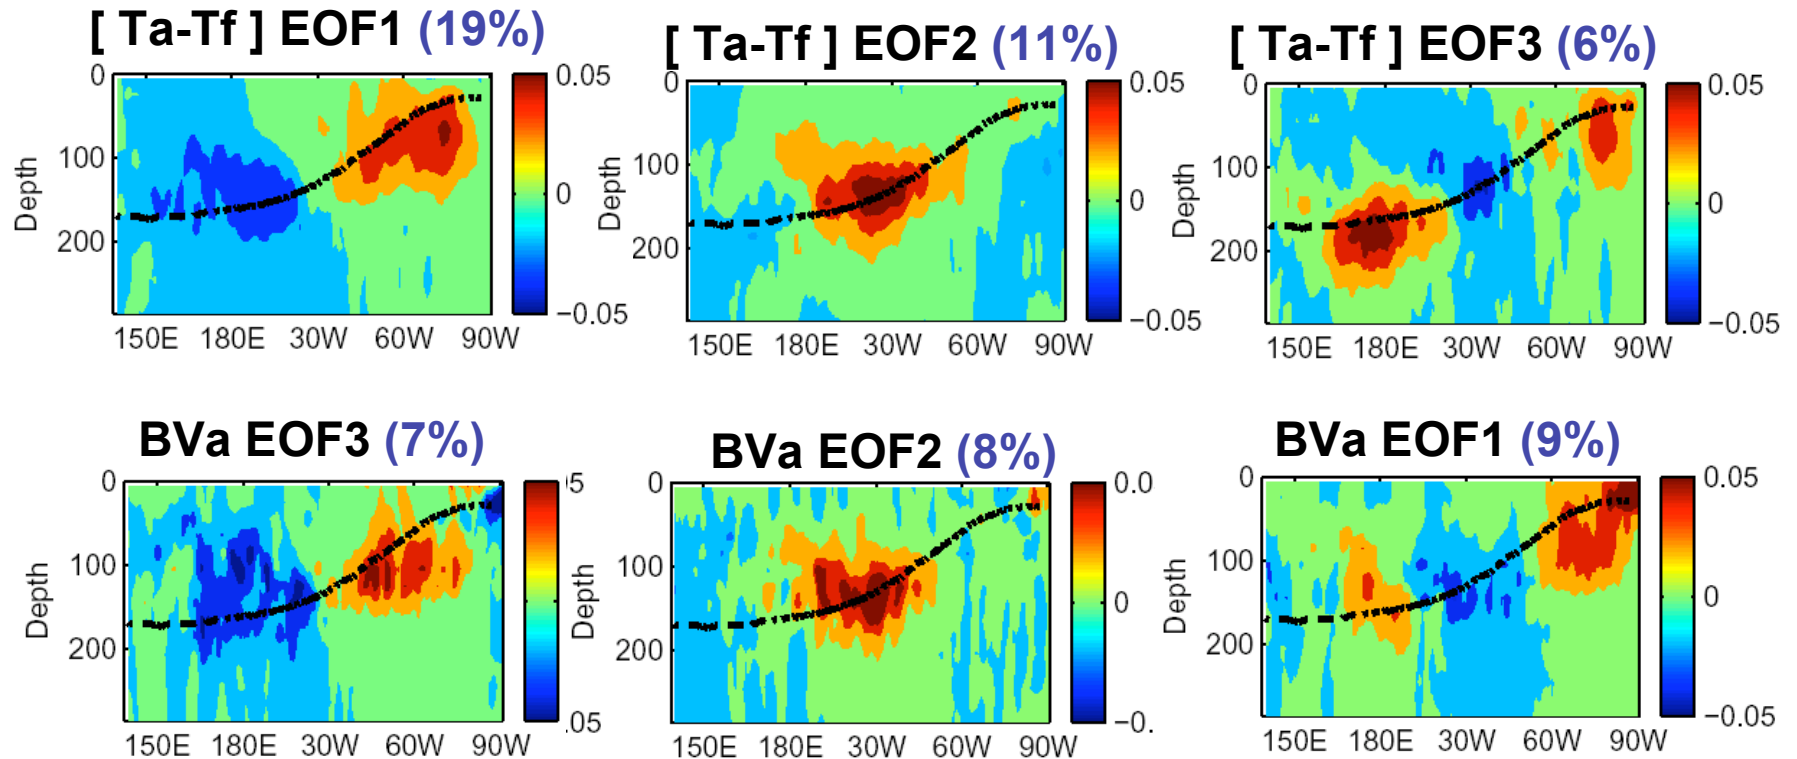 [ Ta-Tf ] EOF1 (19%)
0
100
200
Depth
150E 180E 30W 60W 90W
0.05
0
−0.05
[ Ta-Tf ] EOF2 (11%)
0
100
200
Depth
150E 180E 30W 60W 90W
0.05
0
−0.05
[ Ta-Tf ] EOF3 (6%)
0
100
200
Depth
150E 180E 30W 60W 90W
0.05
0
−0.05
BVa EOF3 (7%)
0
100
200
Depth
150E 180E 30W 60W 90W
5
.05
BVa EOF2 (8%)
0
100
200
Depth
150E 180E 30W 60W 90W
0.0
0
−0.
BVa EOF1 (9%)
0
100
200
Depth
150E 180E 30W 60W 90W
0.05
0
−0.05